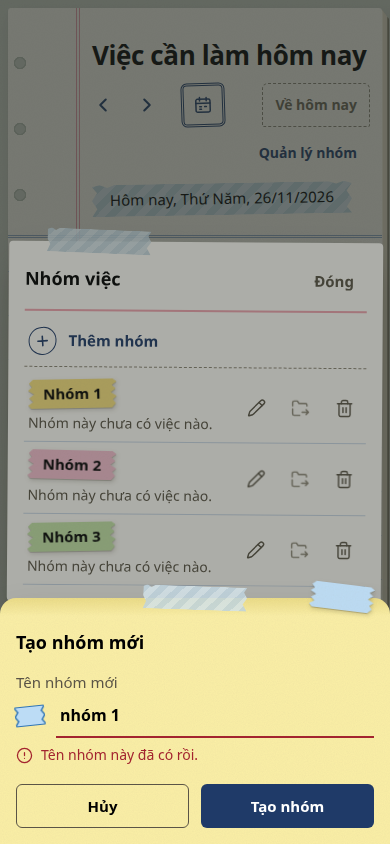 Việc cần làm hôm nay
Về hôm nay
Quản lý nhóm
Hôm nay, Thứ Năm, 26/11/2026
Nhóm việc
Đóng
Thêm nhóm
Nhóm 1
Nhóm này chưa có việc nào.
Nhóm 2
Nhóm này chưa có việc nào.
Nhóm 3
Nhóm này chưa có việc nào.
Tạo nhóm mới
Tên nhóm mới
nhóm 1
Tên nhóm này đã có rồi.
Hủy
Tạo nhóm